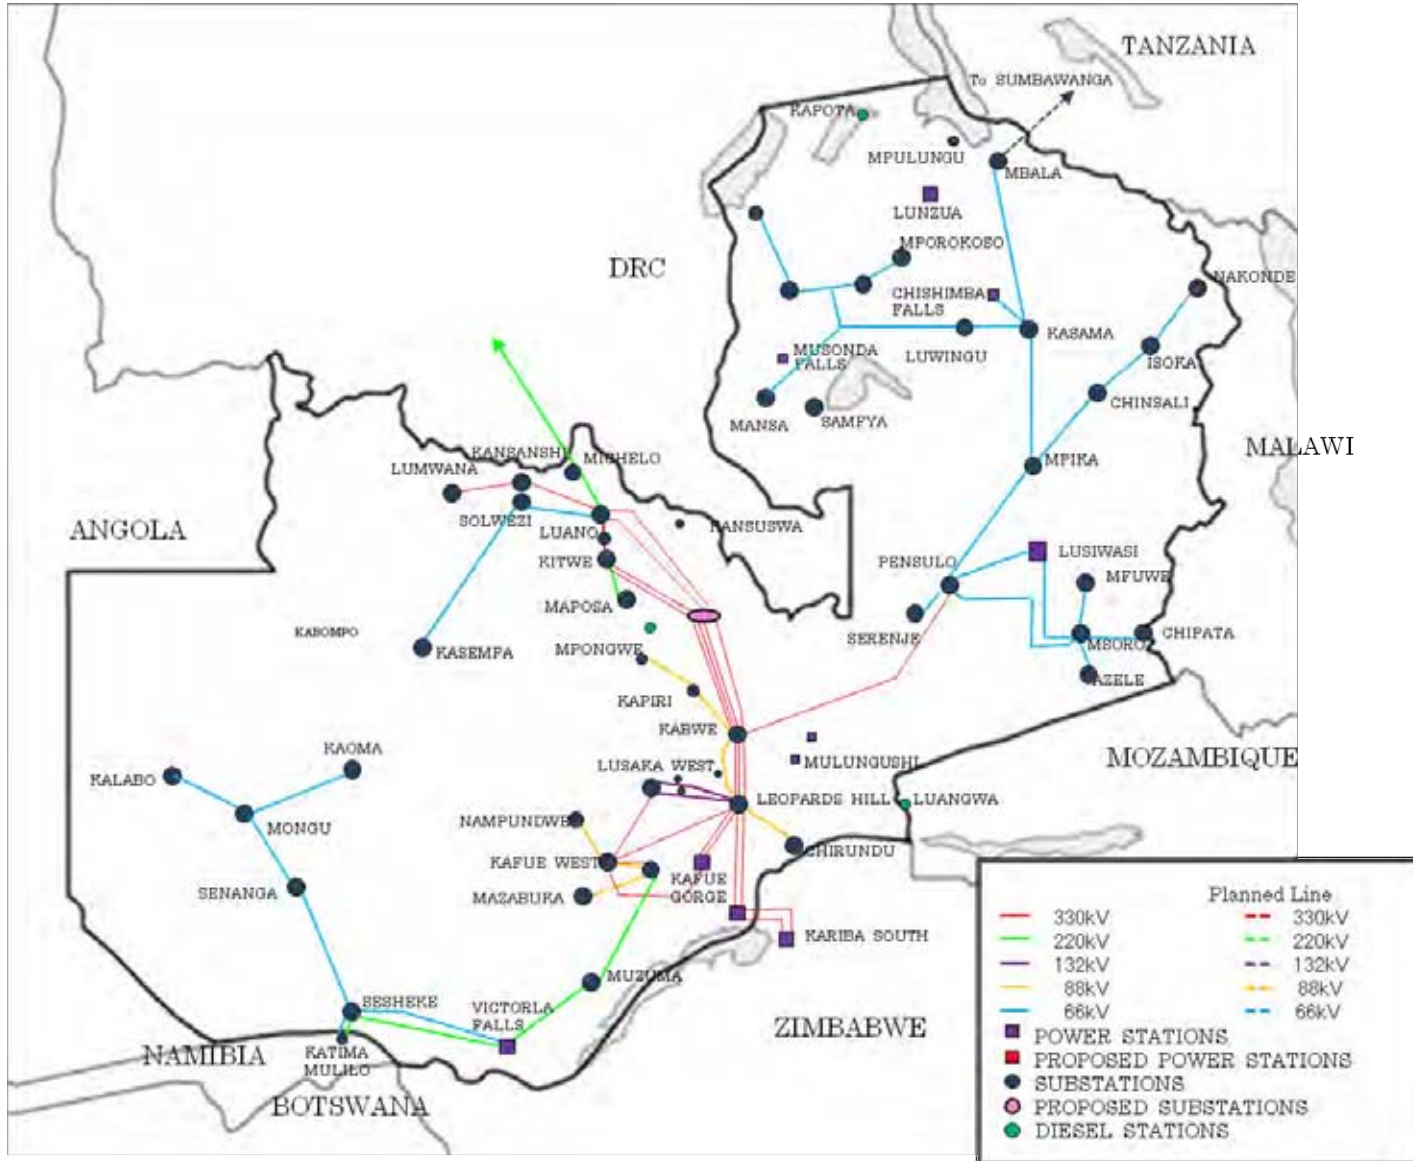 TANZANIA
To SUMBAWANGA
KAPOTA
MPULUNGU
MBALA
LUNZUA
MPOROKOSO
DRC
NAKONDE
CHISHIMBA
FALLS
KASAMA
MUSONDA
FALLS
LUWINGU
ISOKA
CHINSALI
MANSA
SAMFYA
MALAWI
KANSANSHI
MICHELO
LUMWANA
MPIKA
ANGOLA
SOLWEZI
LUANO
KANSUSWA
KITWE
PENSULO
LUSIWASI
MFUWE
MAPOSA
KABOMPO
SERENJE
CHIPATA
MSORO
KASEMPA
MPONGWE
AZELE
KAPIRI
KABWE
KAOMA
MOZAMBIQUE
KALABO
LUSAKA WEST
MULUNGUSHI
LEOPARDS HILL
LUANGWA
MONGU
NAMPUNDWE
CHIRUNDU
KAFUE WEST
KAFUE
GORGE
SENANGA
MAZABUKA
KARIBA SOUTH
MUZUMA
SESHEKE
VICTORLA
FALLS
ZIMBABWE
NAMIBIA
KATIMA
MULILO
BOTSWANA
Planned Line
330kV 330kV
220kV 220kV
132kV 132kV
88kV 88kV
66kV 66kV
POWER STATIONS
PROPOSED POWER STATIONS
SUBSTATIONS
PROPOSED SUBSTATIONS
DIESEL STATIONS